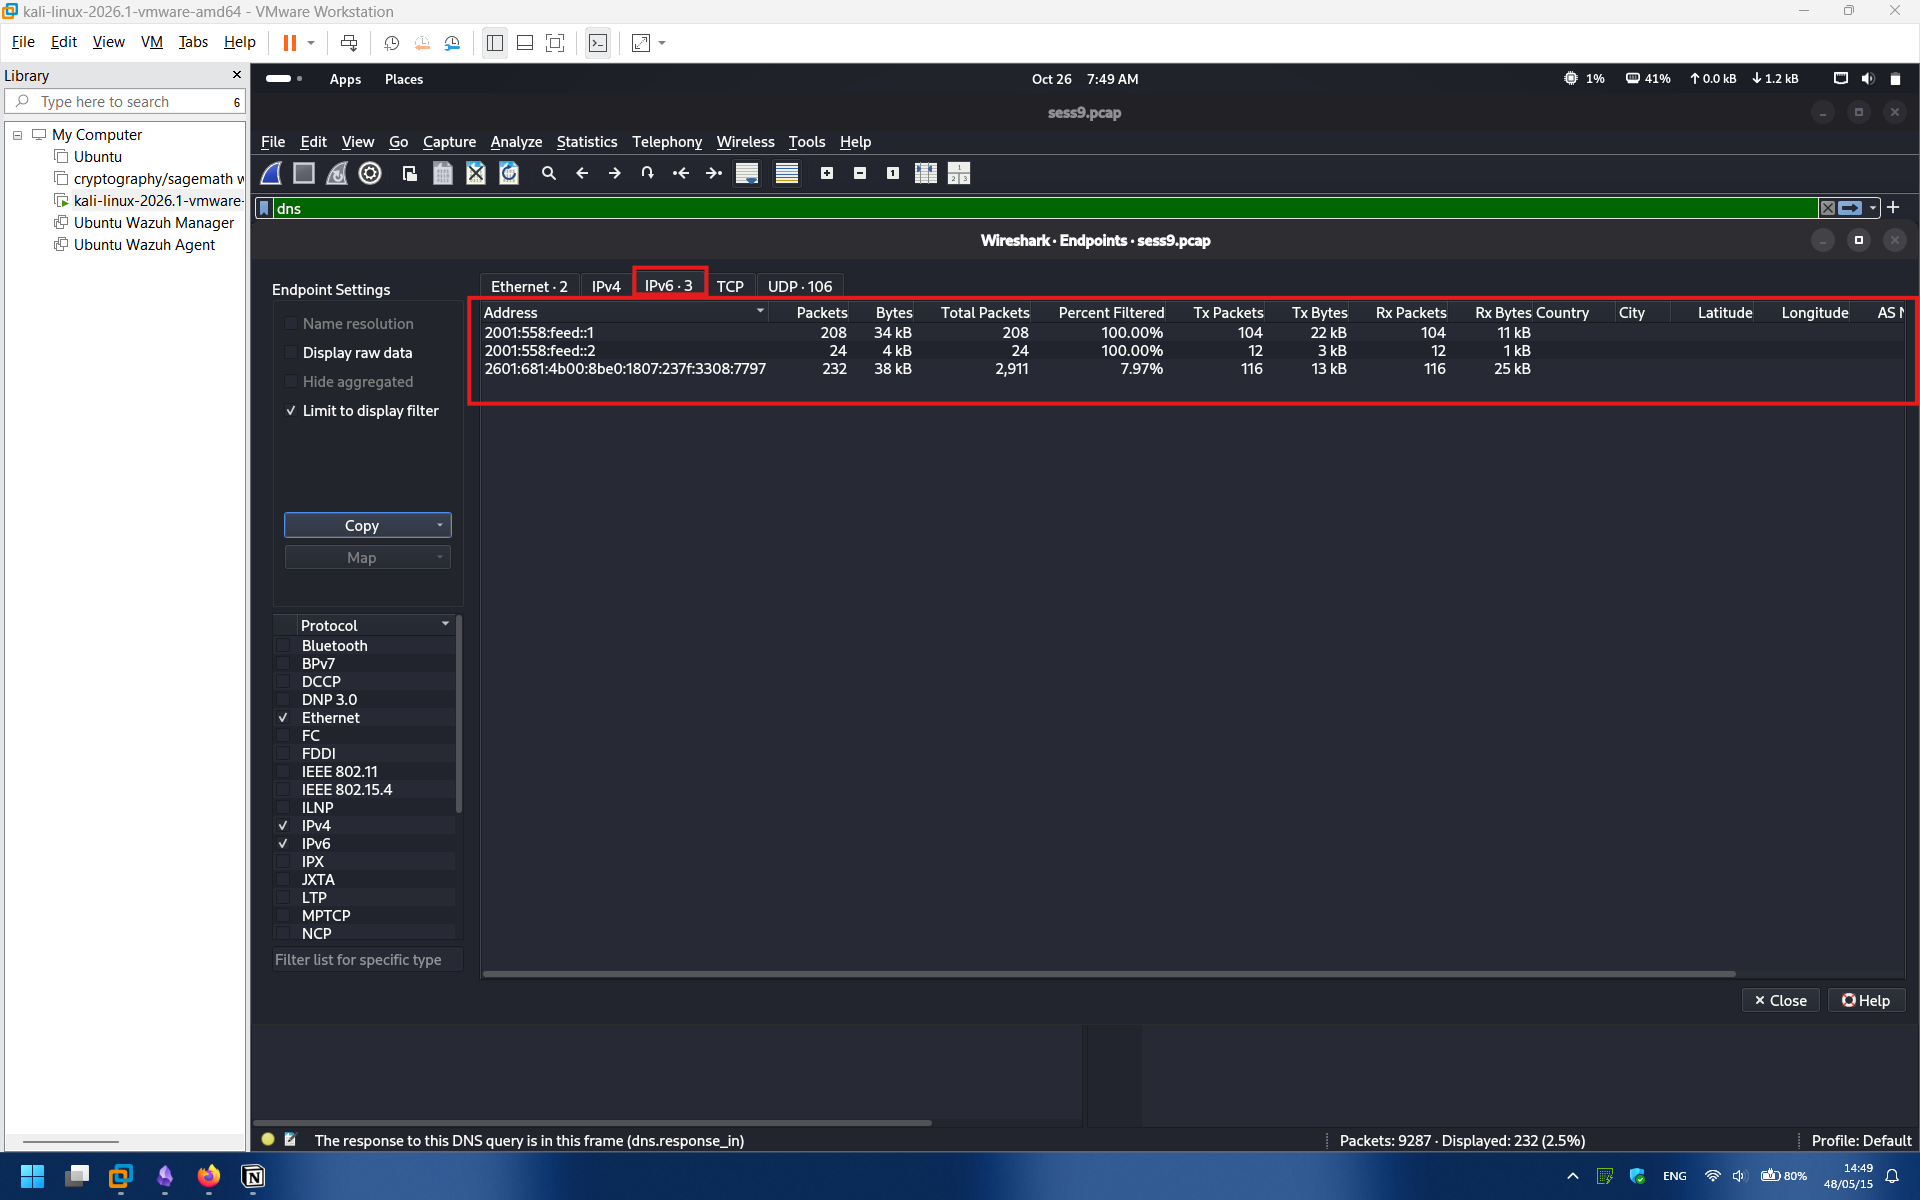 kali-linux-2026.1-vmware-amd64 - VMware Workstation
File Edit View VM Tabs Help
Library
Type here to search 6
My Computer
Ubuntu
cryptography/sagemath w
kali-linux-2026.1-vmware-
Ubuntu Wazuh Manager
Ubuntu Wazuh Agent
Apps Places Oct 26 7:49 AM 1% 41% 0.0 kB 1.2 kB
sess9.pcap
File Edit View Go Capture Analyze Statistics Telephony Wireless Tools Help
dns
Wireshark · Endpoints · sess9.pcap
Endpoint Settings
Name resolution
Display raw data
Hide aggregated
Limit to display filter
Copy
Map
Protocol
Bluetooth
BPv7
DCCP
DNP 3.0
Ethernet
FC
FDDI
IEEE 802.11
IEEE 802.15.4
ILNP
IPv4
IPv6
IPX
JXTA
LTP
MPTCP
NCP
Filter list for specific type
Ethernet · 2 IPv4 IPv6 · 3 TCP UDP · 106
Address Packets Bytes Total Packets Percent Filtered Tx Packets Tx Bytes Rx Packets Rx Bytes Country City Latitude Longitude AS N
2001:558:feed::1 208 34 kB 208 100.00% 104 22 kB 104 11 kB
2001:558:feed::2 24 4 kB 24 100.00% 12 3 kB 12 1 kB
2601:681:4b00:8be0:1807:237f:3308:7797 232 38 kB 2,911 7.97% 116 13 kB 116 25 kB
Close Help
The response to this DNS query is in this frame (dns.response_in) Packets: 9287 · Displayed: 232 (2.5%) Profile: Default
ENG 80% 14:49
48/05/15